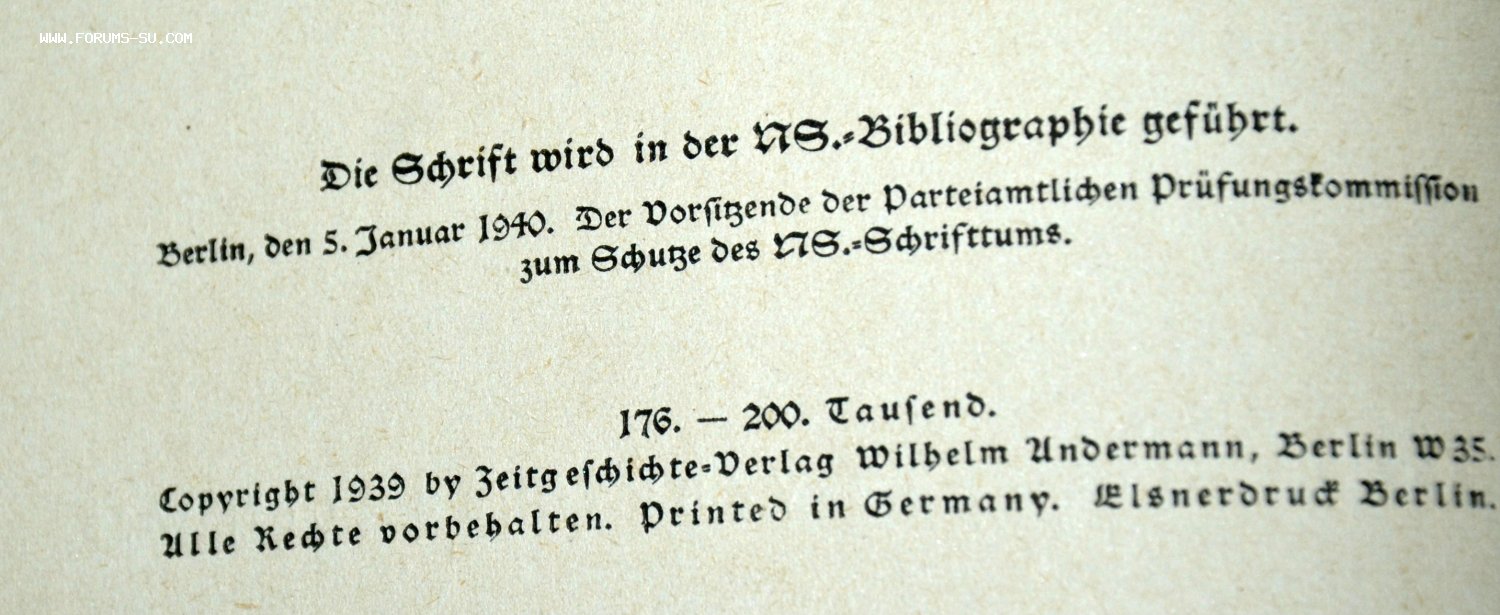 WWW.FORUMS-SU.COM
Die Schrift wird in der NS.-Bibliographie geführt.
Berlin, den 5. Januar 1940. Der Vorsitzende der Parteiamtlichen Prüfungskommission
zum Schutze des NS.-Schrifttums.
176. — 200. Tausend.
Copyright 1939 by Zeitgeschichte-Verlag Wilhelm Andermann, Berlin W 35.
Alle Rechte vorbehalten. Printed in Germany. Elsnerdruck Berlin.